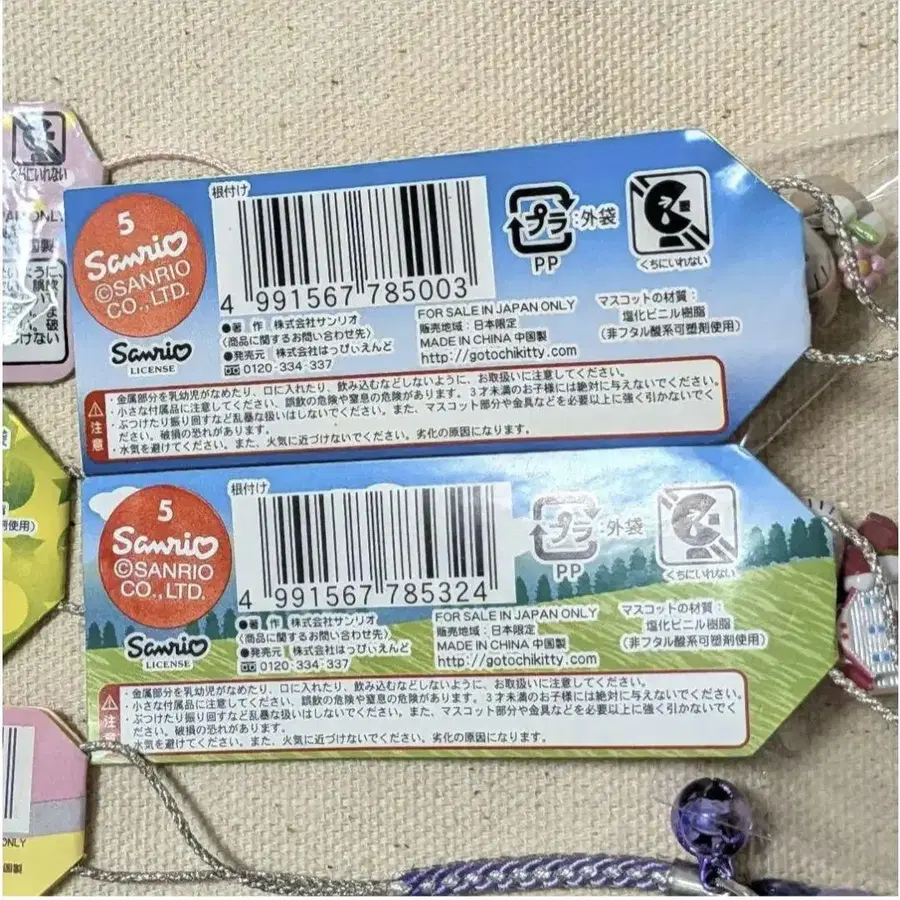 くちにいれない
ONLY
5
Sanrio
©SANRIO
CO.,LTD.
Sanrio
LICENSE
根付け
4 991567 785003
プラ
:外袋
PP
くちにいれない
●著 作 株式会社サンリオ
〈商品に関するお問い合わせ先〉
●発売元 株式会社はっぴぃえんど
0120-334-337
FOR SALE IN JAPAN ONLY
販売地域:日本限定
MADE IN CHINA 中国製
http://gotochikitty.com
マスコットの材質:
塩化ビニル樹脂
(非フタル酸系可塑剤使用)
注意
・金属部分を乳幼児がなめたり、口に入れたり、飲み込むなどしないように、お取扱いに注意してください。
・小さな付属品に注意してください、誤飲の危険や窒息の危険があります。3才未満のお子様には絶対に与えないでください。
・ぶつけたり振り回すなど乱暴な扱いはしないでください。また、マスコット部分や金具などを必要以上に強く引かないでく
ださい。破損の恐れがあります。
・水気を避けてください。また、火気に近づけないでください。劣化の原因になります。
5
Sanrio
©SANRIO
CO.,LTD.
Sanrio
LICENSE
根付け
4 991567 785324
プラ
:外袋
PP
くちにいれない
●著 作 株式会社サンリオ
〈商品に関するお問い合わせ先〉
●発売元 株式会社はっぴぃえんど
0120-334-337
FOR SALE IN JAPAN ONLY
販売地域:日本限定
MADE IN CHINA 中国製
http://gotochikitty.com
マスコットの材質:
塩化ビニル樹脂
(非フタル酸系可塑剤使用)
注意
・金属部分を乳幼児がなめたり、口に入れたり、飲み込むなどしないように、お取扱いに注意してください。
・小さな付属品に注意してください、誤飲の危険や窒息の危険があります。3才未満のお子様には絶対に与えないでください。
・ぶつけたり振り回すなど乱暴な扱いはしないでください。また、マスコット部分や金具などを必要以上に強く引かないでく
ださい。破損の恐れがあります。
水気を避けてください。また、火気に近づけないでください、劣化の原因になります。
使用)
ONLY
国製